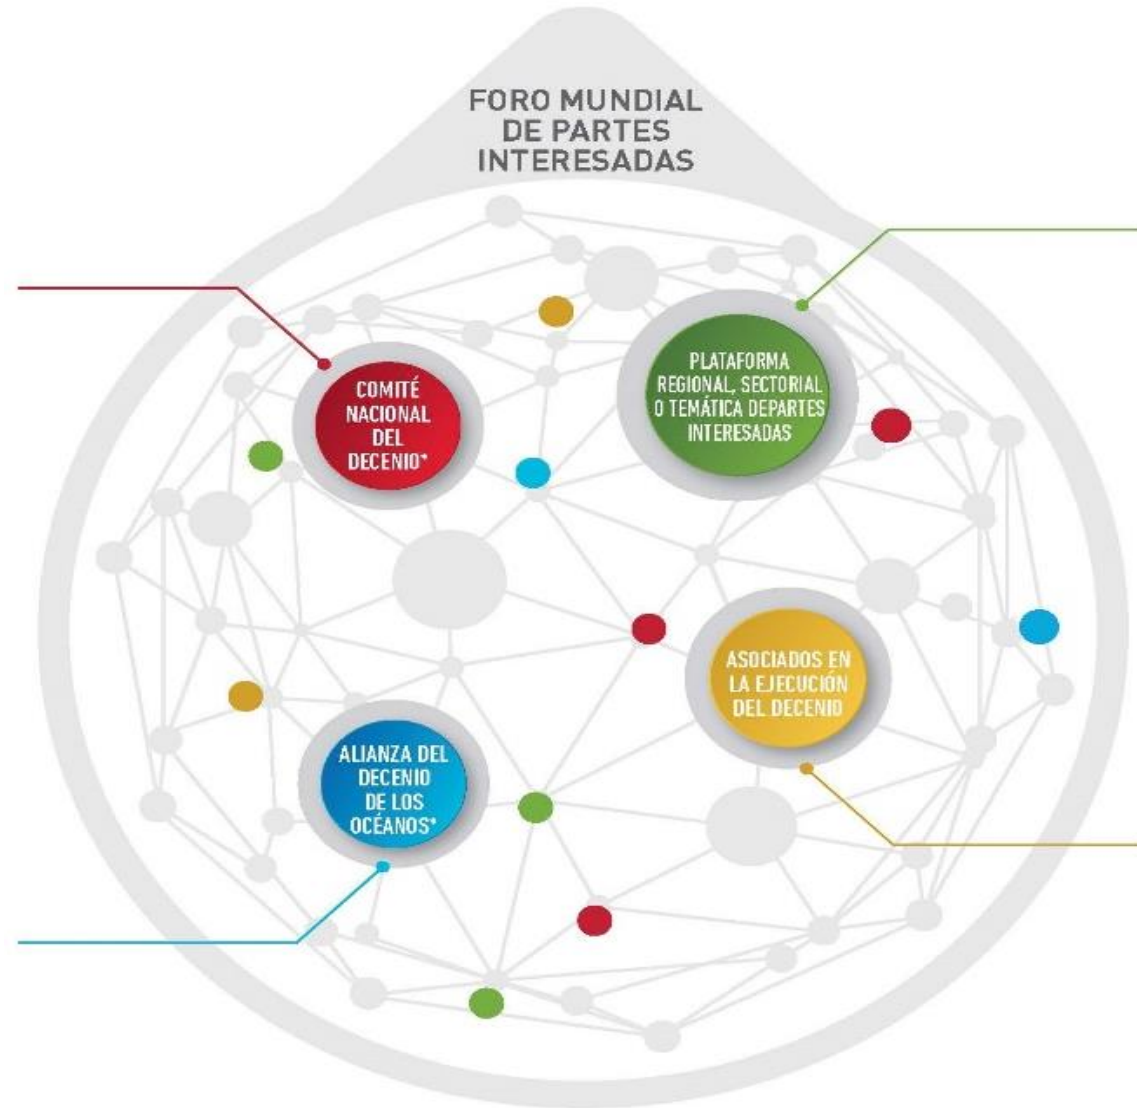 FORO MUNDIAL
DE PARTES
INTERESADAS
COMITÉ
NACIONAL
DEL
DECENIO*
PLATAFORMA
REGIONAL, SECTORIAL
O TEMÁTICA DEPARTES
INTERESADAS
ASOCIADOS EN
LA EJECUCIÓN
DEL DECENIO
ALIANZA DEL
DECENIO
DE LOS
OCÉANOS*